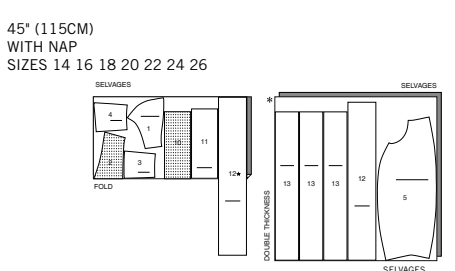 45" (115CM)
WITH NAP
SIZES 14 16 18 20 22 24 26
SELVAGES
SELVAGES
*
4
1
2
3
10
11
12★
FOLD
DOUBLE THICKNESS
13
13
13
12
5
SELVAGES